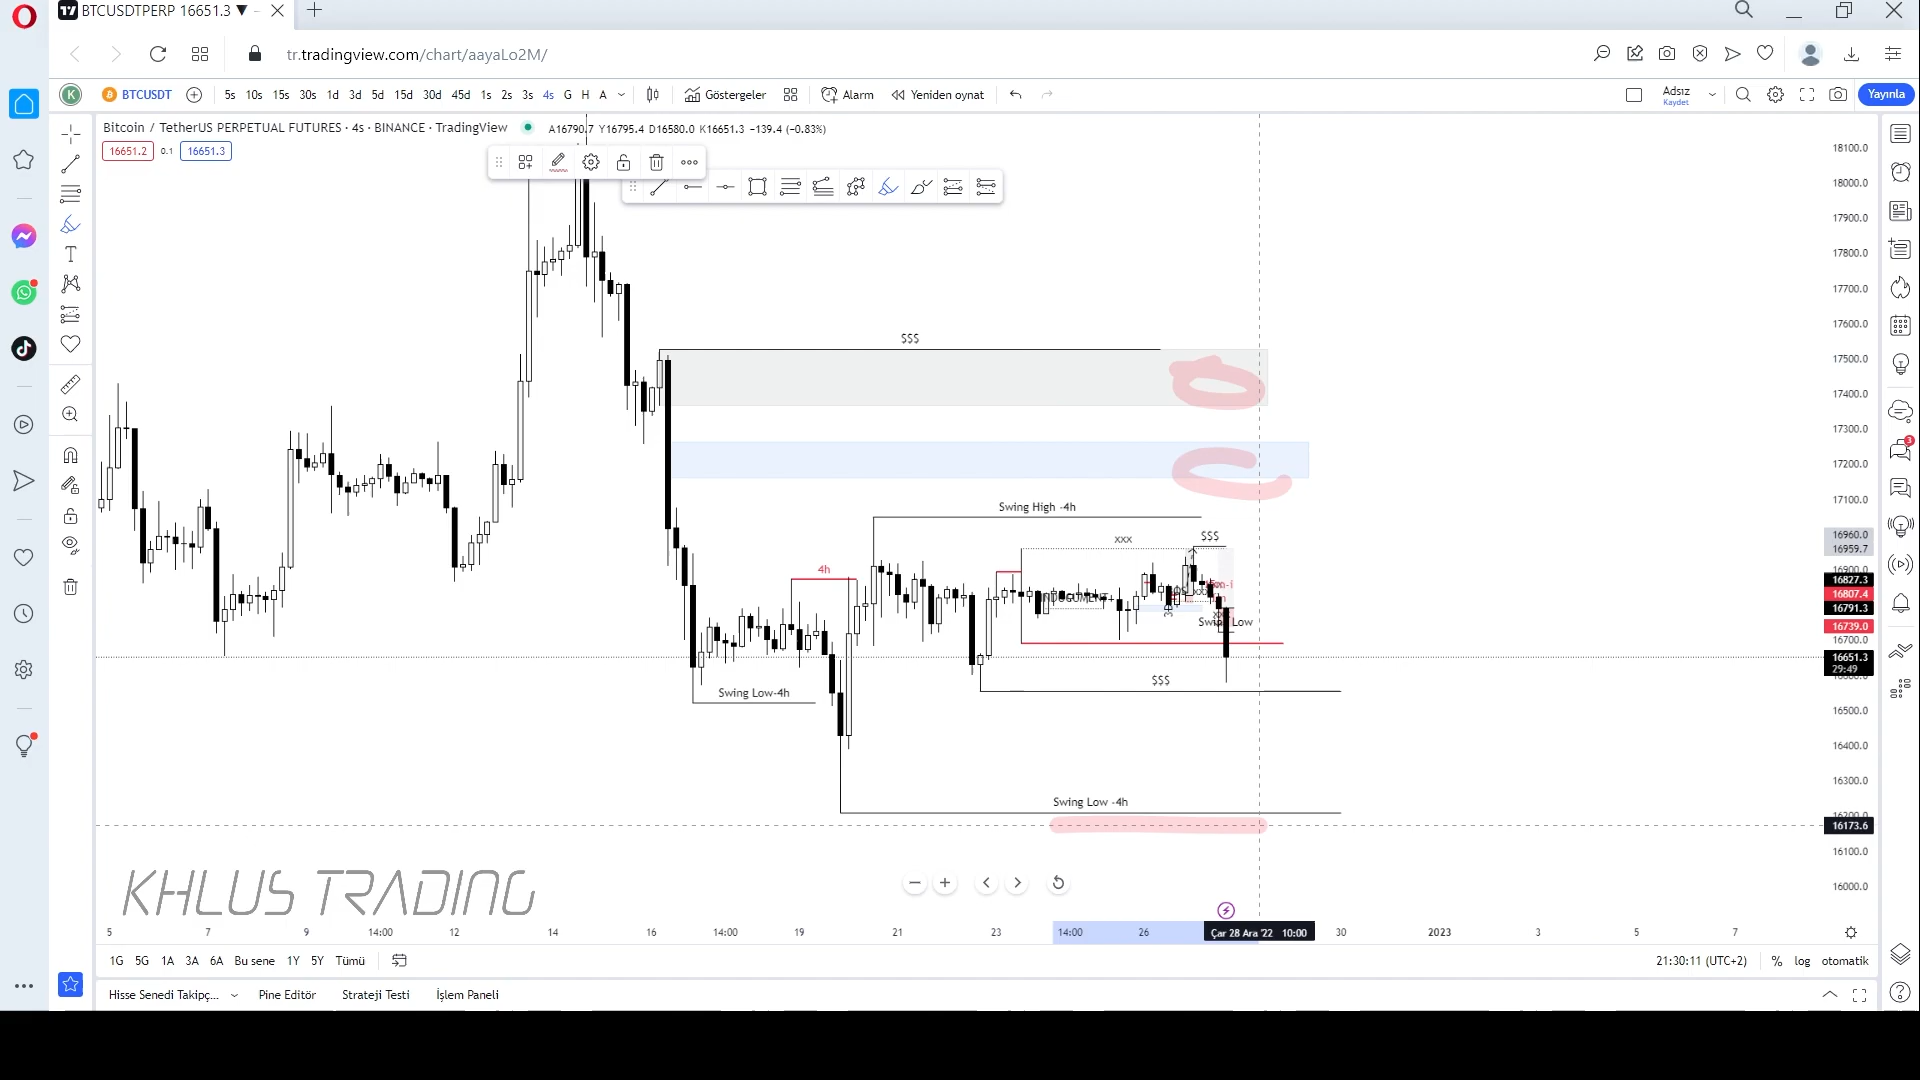 BTCUSDTPERP 16651.3 ▼ -
tr.tradingview.com/chart/aayaLo2M/
K BTCUSDT 5s 10s 15s 30s 1d 3d 5d 15d 30d 45d 1s 2s 3s 4s G H A Göstergeler Alarm Yeniden oynat Adsız Kaydet Yayınla
Bitcoin / TetherUS PERPETUAL FUTURES · 4s · BINANCE · TradingView A16790.7 Y16795.4 D16580.0 K16651.3 −139.4 (−0.83%)
16651.2 0.1 16651.3
18100.0
18000.0
17900.0
17800.0
17700.0
17600.0
$$$
17500.0
17400.0
17300.0
17200.0
17100.0
Swing High -4h
xxx
$$$
16960.0
16959.7
4h
16900.0
16827.3
16807.4
16791.3
Swing Low
16739.0
16700.0
16651.3
29:49
$$$
Swing Low-4h
16500.0
16400.0
16300.0
Swing Low -4h
16173.6
16100.0
16000.0
KHLUS TRADING
5 7 9 14:00 12 14 16 14:00 19 21 23 14:00 26 Çar 28 Ara '22 10:00 30 2023 3 5 7
1G 5G 1A 3A 6A Bu sene 1Y 5Y Tümü 21:30:11 (UTC+2) % log otomatik
Hisse Senedi Takipç... Pine Editör Strateji Testi İşlem Paneli